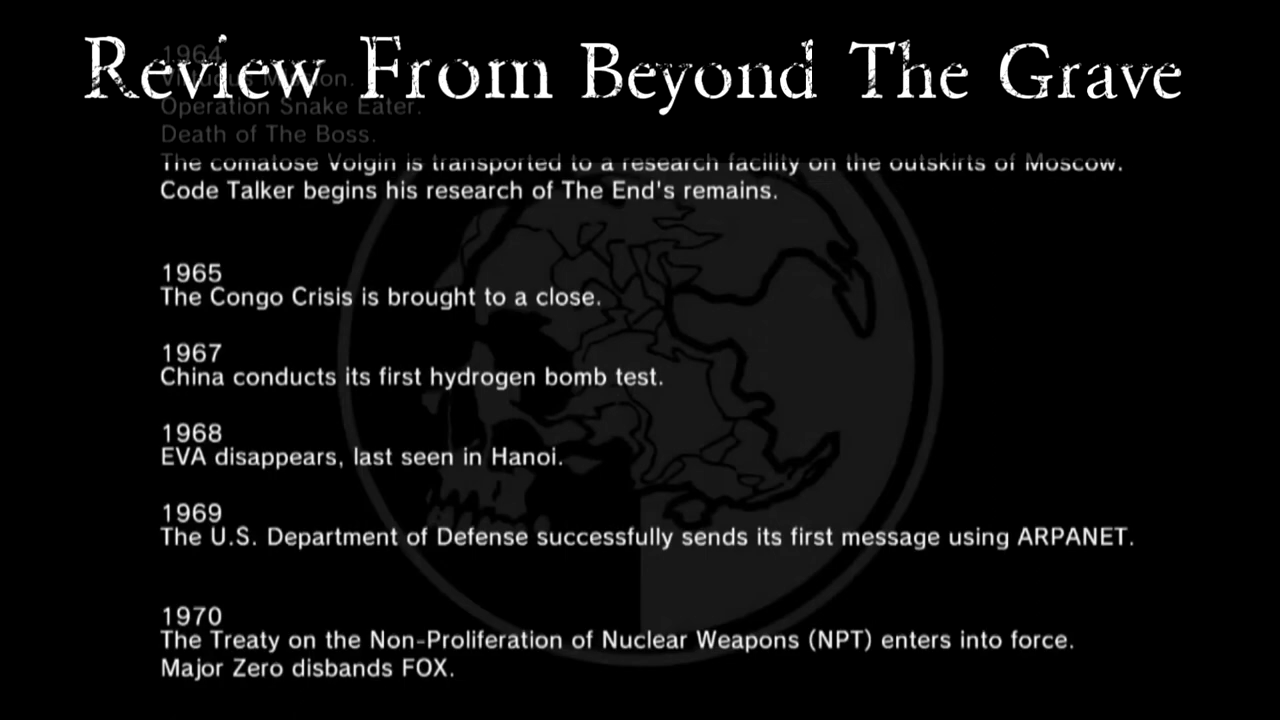 Review From Beyond The Grave
1964
Virtuous Mission.
Operation Snake Eater.
Death of The Boss.
The comatose Volgin is transported to a research facility on the outskirts of Moscow.
Code Talker begins his research of The End's remains.
1965
The Congo Crisis is brought to a close.
1967
China conducts its first hydrogen bomb test.
1968
EVA disappears, last seen in Hanoi.
1969
The U.S. Department of Defense successfully sends its first message using ARPANET.
1970
The Treaty on the Non-Proliferation of Nuclear Weapons (NPT) enters into force.
Major Zero disbands FOX.